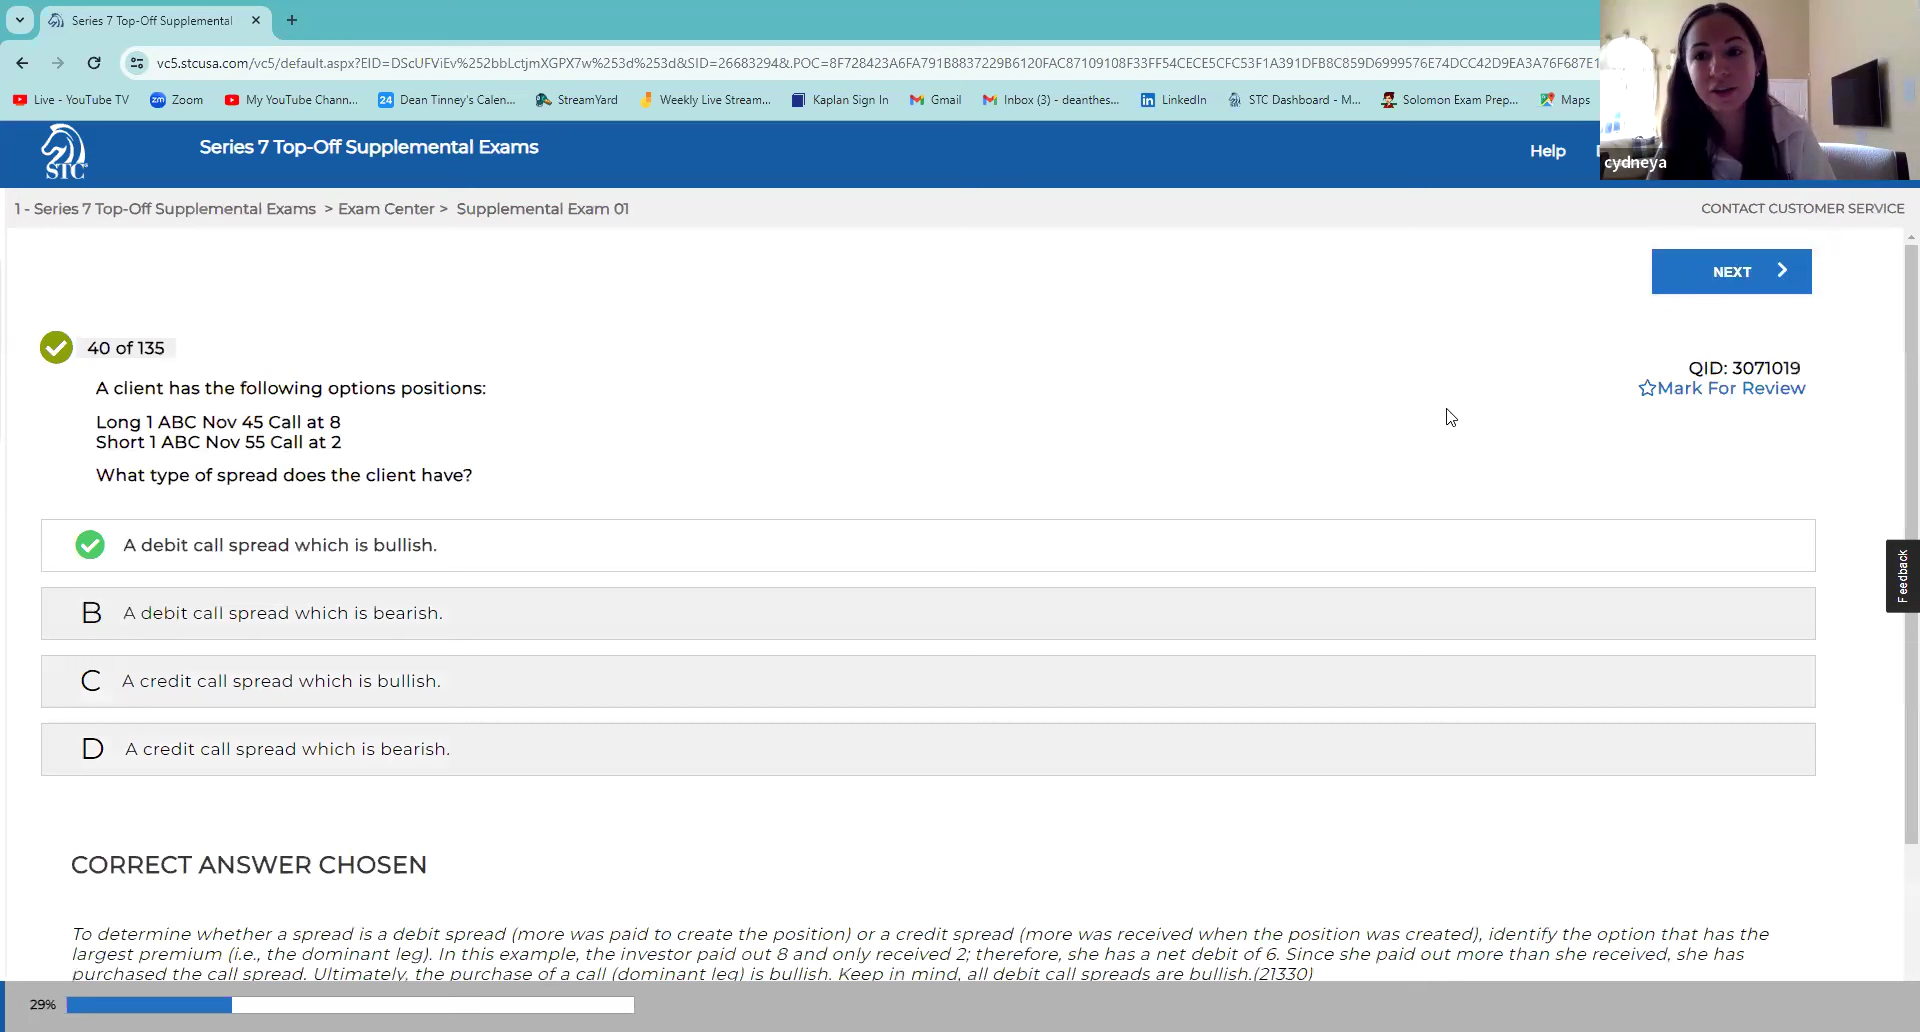 Series 7 Top-Off Supplemental
vc5.stcusa.com/vc5/default.aspx?EID=DScUFViEv%252bbLctjmXGPX7w%253d%253d&SID=26683294&.POC=8F728423A6FA791B8837229B6120FAC87109108F33FF54CECE5CFC53F1A391DFB8C859D6999576E74DCC42D9EA3A76F687E1
Live - YouTube TV
zm Zoom
My YouTube Chann...
24 Dean Tinney's Calen...
StreamYard
Weekly Live Stream...
Kaplan Sign In
Gmail
Inbox (3) - deanthes...
LinkedIn
STC Dashboard - M...
Solomon Exam Prep...
Maps
STC
Series 7 Top-Off Supplemental Exams
Help
cydneya
1 - Series 7 Top-Off Supplemental Exams > Exam Center > Supplemental Exam 01
CONTACT CUSTOMER SERVICE
NEXT
40 of 135
QID: 3071019
Mark For Review
A client has the following options positions:
Long 1 ABC Nov 45 Call at 8
Short 1 ABC Nov 55 Call at 2
What type of spread does the client have?
A debit call spread which is bullish.
B A debit call spread which is bearish.
C A credit call spread which is bullish.
D A credit call spread which is bearish.
Feedback
CORRECT ANSWER CHOSEN
To determine whether a spread is a debit spread (more was paid to create the position) or a credit spread (more was received when the position was created), identify the option that has the
largest premium (i.e., the dominant leg). In this example, the investor paid out 8 and only received 2; therefore, she has a net debit of 6. Since she paid out more than she received, she has
purchased the call spread. Ultimately, the purchase of a call (dominant leg) is bullish. Keep in mind, all debit call spreads are bullish.(21330)
29%